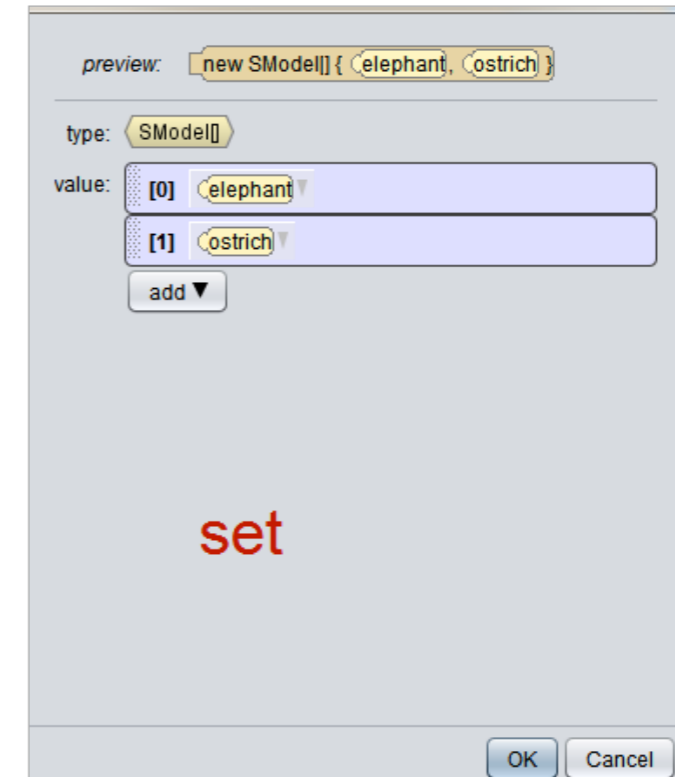 preview: new SModel[] { elephant, ostrich }
type: SModel[]
value: [0] elephant
[1] ostrich
add
set
OK Cancel